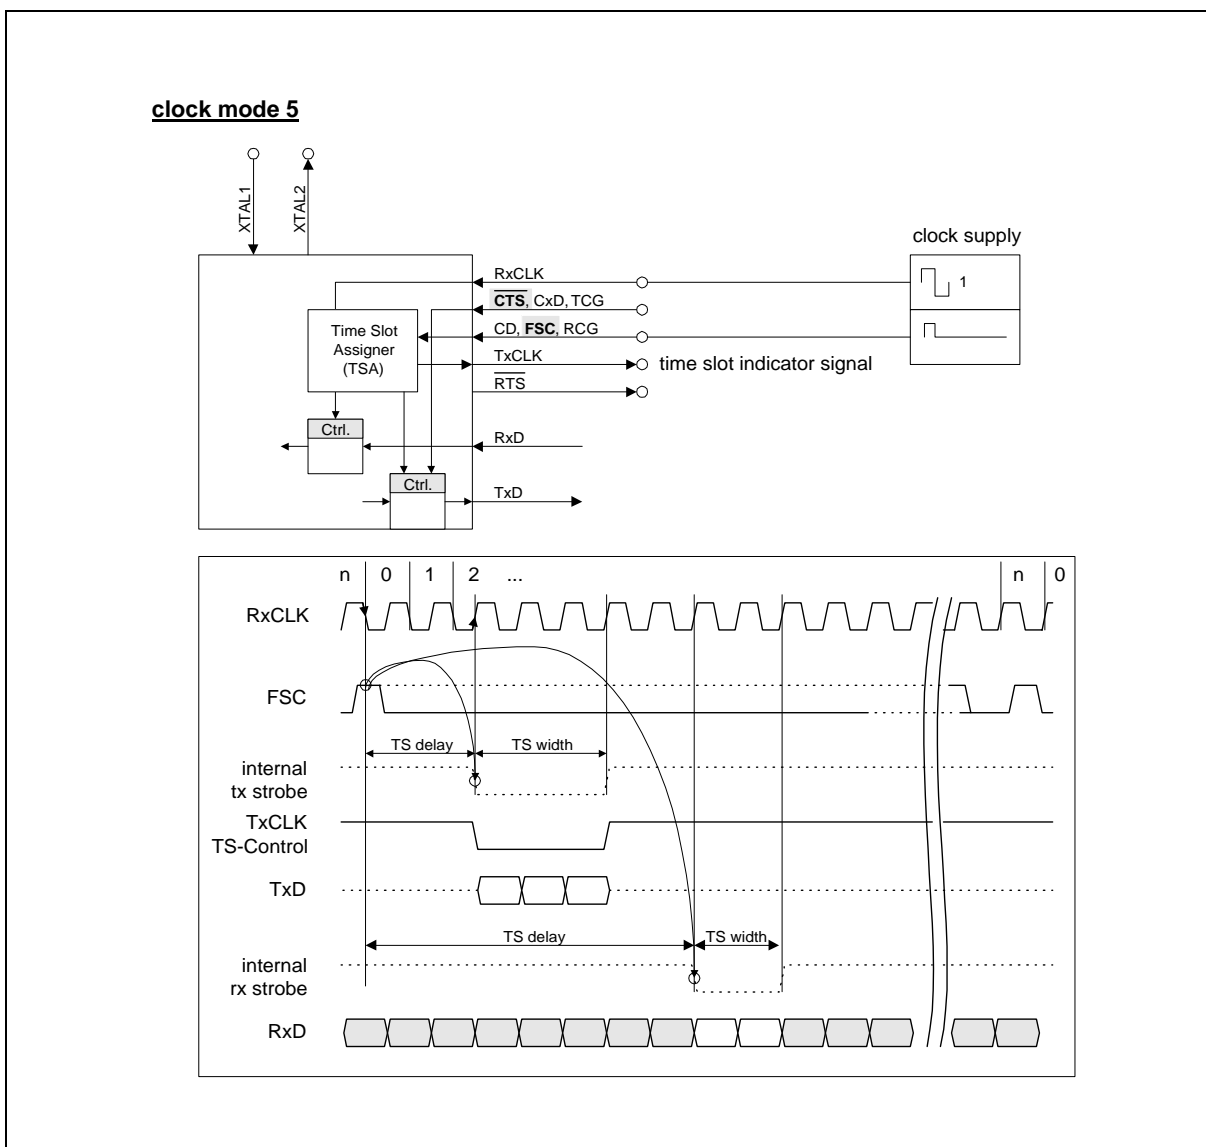 clock mode 5
XTAL1
XTAL2
clock supply
RxCLK
1
CTS, CxD, TCG
CD, FSC, RCG
Time Slot
Assigner
(TSA)
TxCLK
time slot indicator signal
RTS
Ctrl.
RxD
Ctrl.
TxD
n 0 1 2 ... n 0
RxCLK
FSC
TS delay TS width
internal
tx strobe
TxCLK
TS-Control
TxD
TS delay TS width
internal
rx strobe
RxD